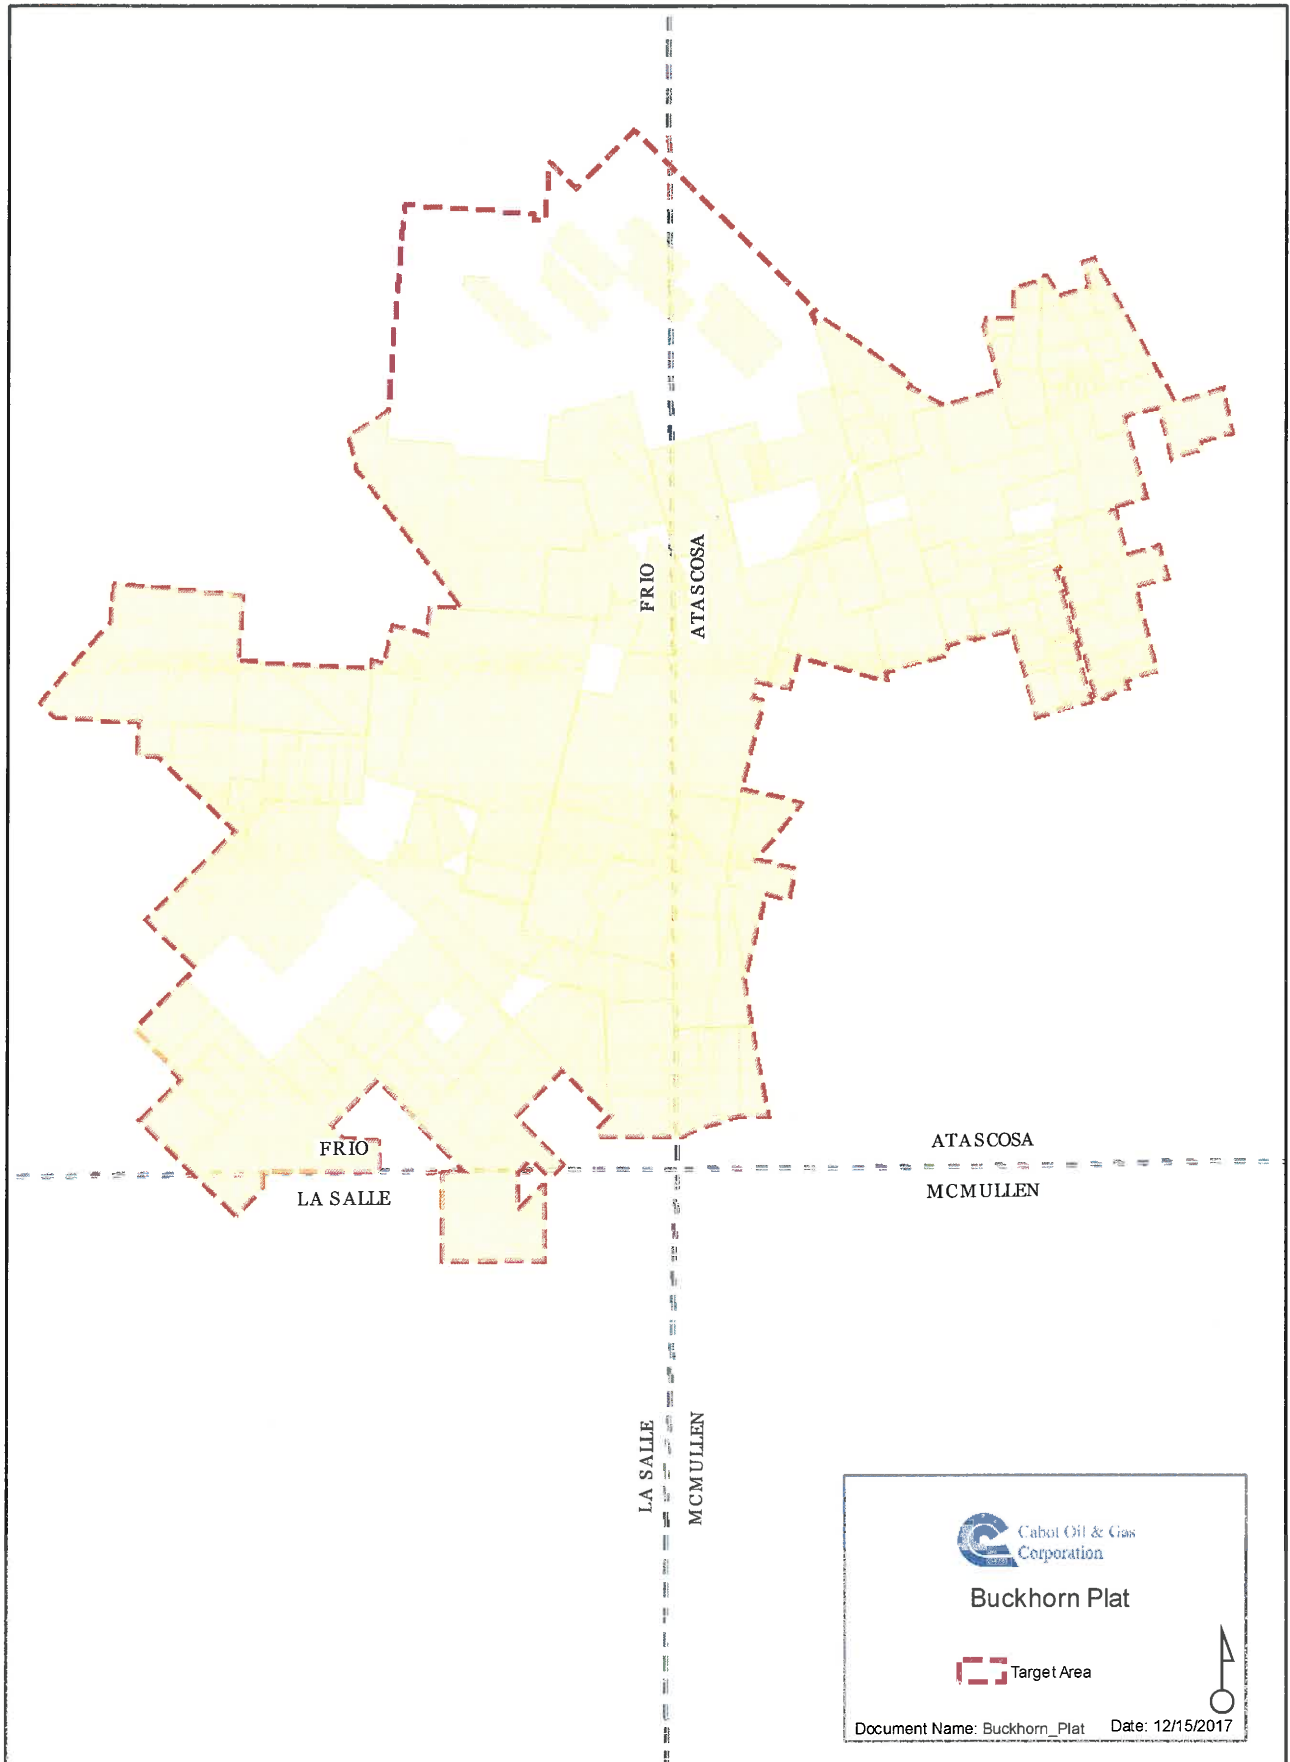 FRIO
ATASCOSA
FRIO
LA SALLE
ATASCOSA
MCMULLEN
LA SALLE
MCMULLEN
Cabot Oil & Gas
Corporation
Buckhorn Plat
Target Area
Document Name: Buckhorn_Plat Date: 12/15/2017